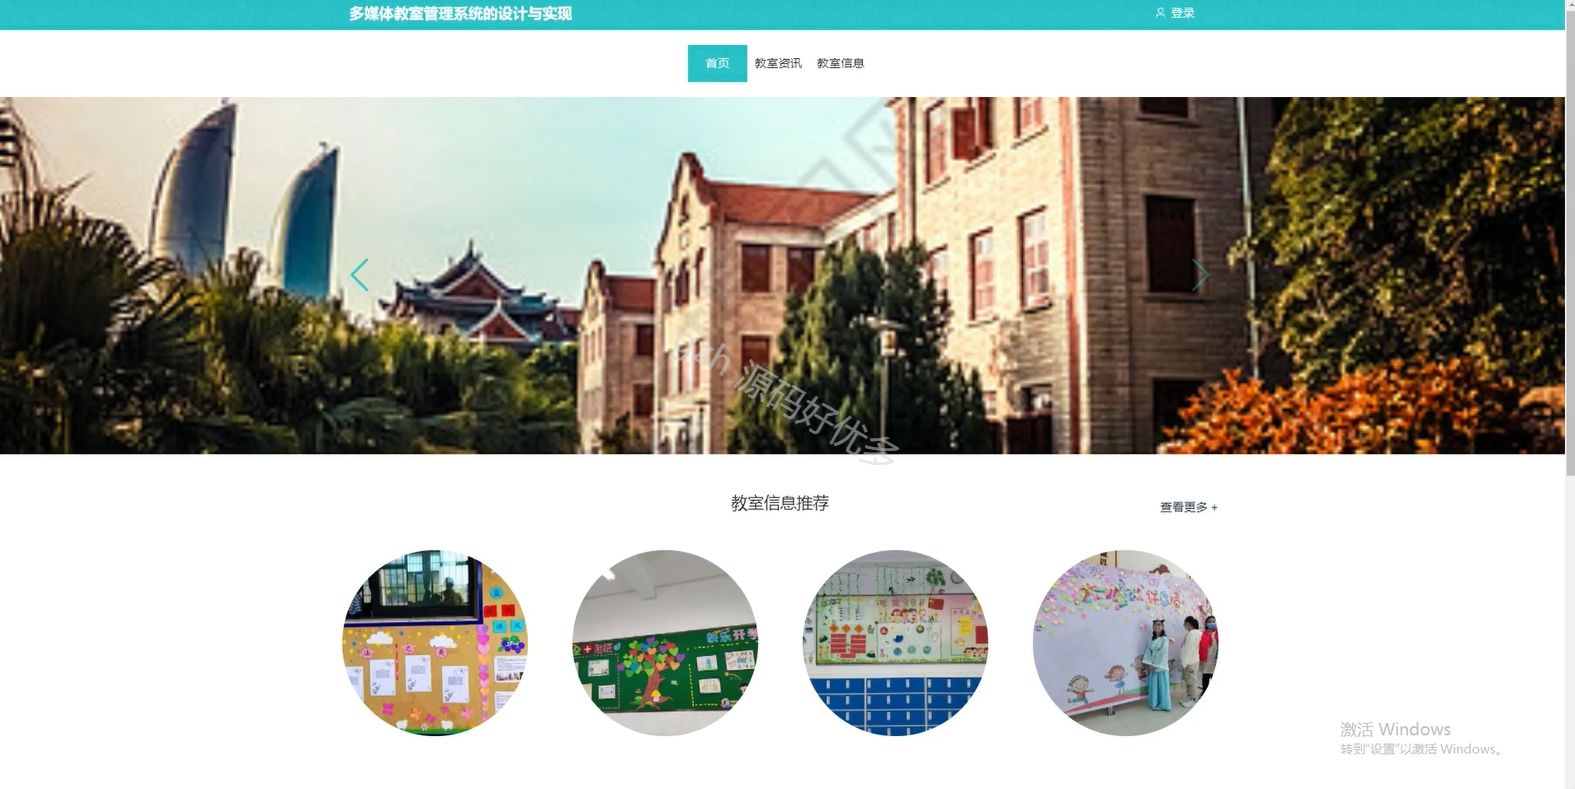 多媒体教室管理系统的设计与实现
登录
首页 教室资讯 教室信息
源码好优多
教室信息推荐
查看更多 +
激活 Windows
转到“设置”以激活 Windows。